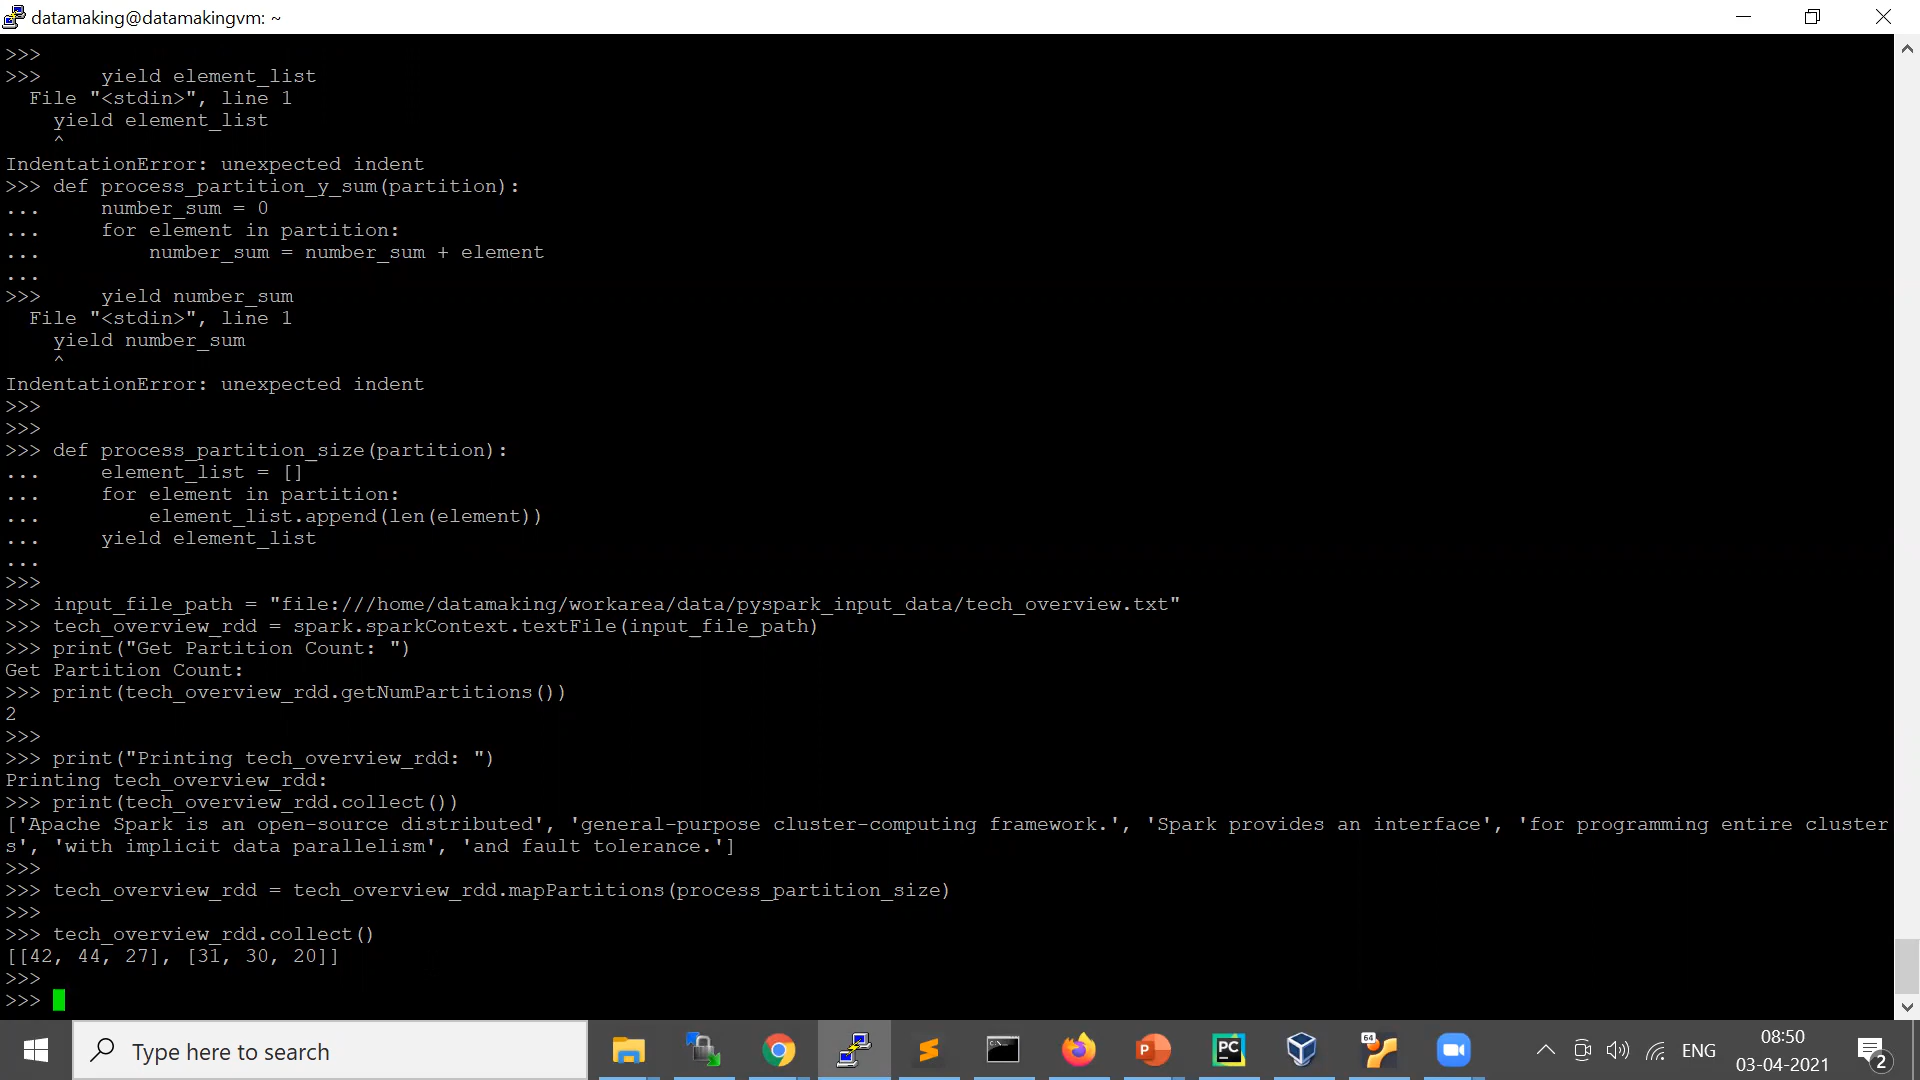 datamaking@datamakingvm: ~
>>>
>>>     yield element_list
  File "<stdin>", line 1
    yield element_list
    ^
IndentationError: unexpected indent
>>> def process_partition_y_sum(partition):
...     number_sum = 0
...     for element in partition:
...         number_sum = number_sum + element
...
>>>     yield number_sum
  File "<stdin>", line 1
    yield number_sum
    ^
IndentationError: unexpected indent
>>>
>>>
>>> def process_partition_size(partition):
...     element_list = []
...     for element in partition:
...         element_list.append(len(element))
...     yield element_list
...
>>>
>>> input_file_path = "file:///home/datamaking/workarea/data/pyspark_input_data/tech_overview.txt"
>>> tech_overview_rdd = spark.sparkContext.textFile(input_file_path)
>>> print("Get Partition Count: ")
Get Partition Count:
>>> print(tech_overview_rdd.getNumPartitions())
2
>>>
>>> print("Printing tech_overview_rdd: ")
Printing tech_overview_rdd:
>>> print(tech_overview_rdd.collect())
['Apache Spark is an open-source distributed', 'general-purpose cluster-computing framework.', 'Spark provides an interface', 'for programming entire cluster
s', 'with implicit data parallelism', 'and fault tolerance.']
>>>
>>> tech_overview_rdd = tech_overview_rdd.mapPartitions(process_partition_size)
>>>
>>> tech_overview_rdd.collect()
[[42, 44, 27], [31, 30, 20]]
>>>
>>>
Type here to search
PC
P
64
ENG
08:50
03-04-2021
2